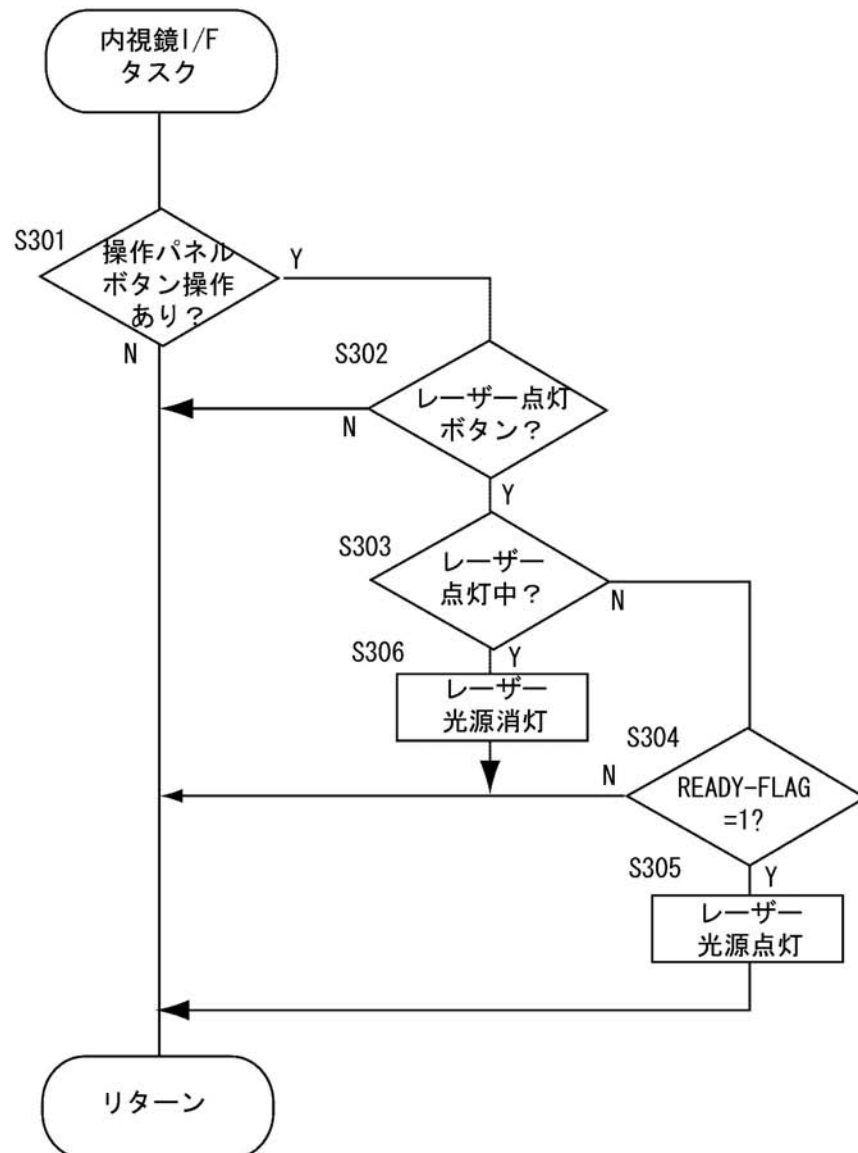 内視鏡I/F
タスク
S301
操作パネル
ボタン操作
あり？
Y
N
S302
レーザー点灯
ボタン？
N
Y
S303
レーザー
点灯中？
N
Y
S306
レーザー
光源消灯
S304
READY-FLAG
=1?
N
Y
S305
レーザー
光源点灯
リターン